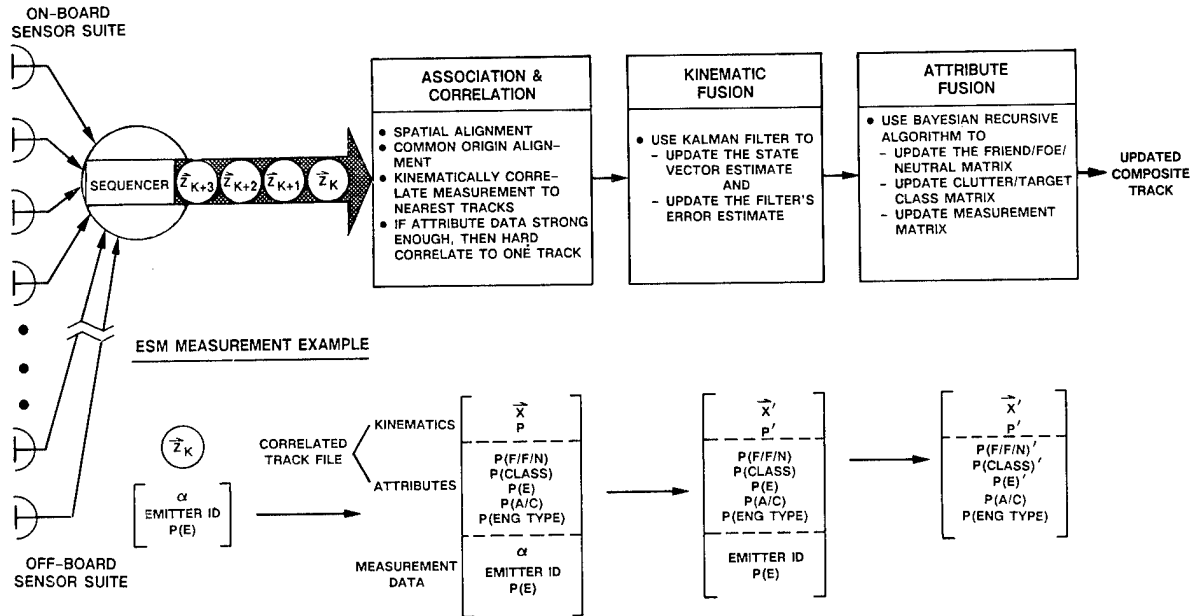 ON-BOARD
SENSOR SUITE
SEQUENCER
Z⃗K+3
Z⃗K+2
Z⃗K+1
Z⃗K
ASSOCIATION &
CORRELATION
● SPATIAL ALIGNMENT
● COMMON ORIGIN ALIGN-
MENT
● KINEMATICALLY CORRE-
LATE MEASUREMENT TO
NEAREST TRACKS
● IF ATTRIBUTE DATA STRONG
ENOUGH, THEN HARD
CORRELATE TO ONE TRACK
KINEMATIC
FUSION
● USE KALMAN FILTER TO
– UPDATE THE STATE
VECTOR ESTIMATE
AND
– UPDATE THE FILTER'S
ERROR ESTIMATE
ATTRIBUTE
FUSION
● USE BAYESIAN RECURSIVE
ALGORITHM TO
– UPDATE THE FRIEND/FOE/
NEUTRAL MATRIX
– UPDATE CLUTTER/TARGET
CLASS MATRIX
– UPDATE MEASUREMENT
MATRIX
UPDATED
COMPOSITE
TRACK
ESM MEASUREMENT EXAMPLE
Z⃗K
α
EMITTER ID
P(E)
OFF-BOARD
SENSOR SUITE
CORRELATED
TRACK FILE
KINEMATICS
ATTRIBUTES
MEASUREMENT
DATA
X⃗
P
P(F/F/N)
P(CLASS)
P(E)
P(A/C)
P(ENG TYPE)
α
EMITTER ID
P(E)
X⃗′
P′
P(F/F/N)
P(CLASS)
P(E)
P(A/C)
P(ENG TYPE)
EMITTER ID
P(E)
X⃗′
P′
P(F/F/N)′
P(CLASS)′
P(E)′
P(A/C)
P(ENG TYPE)